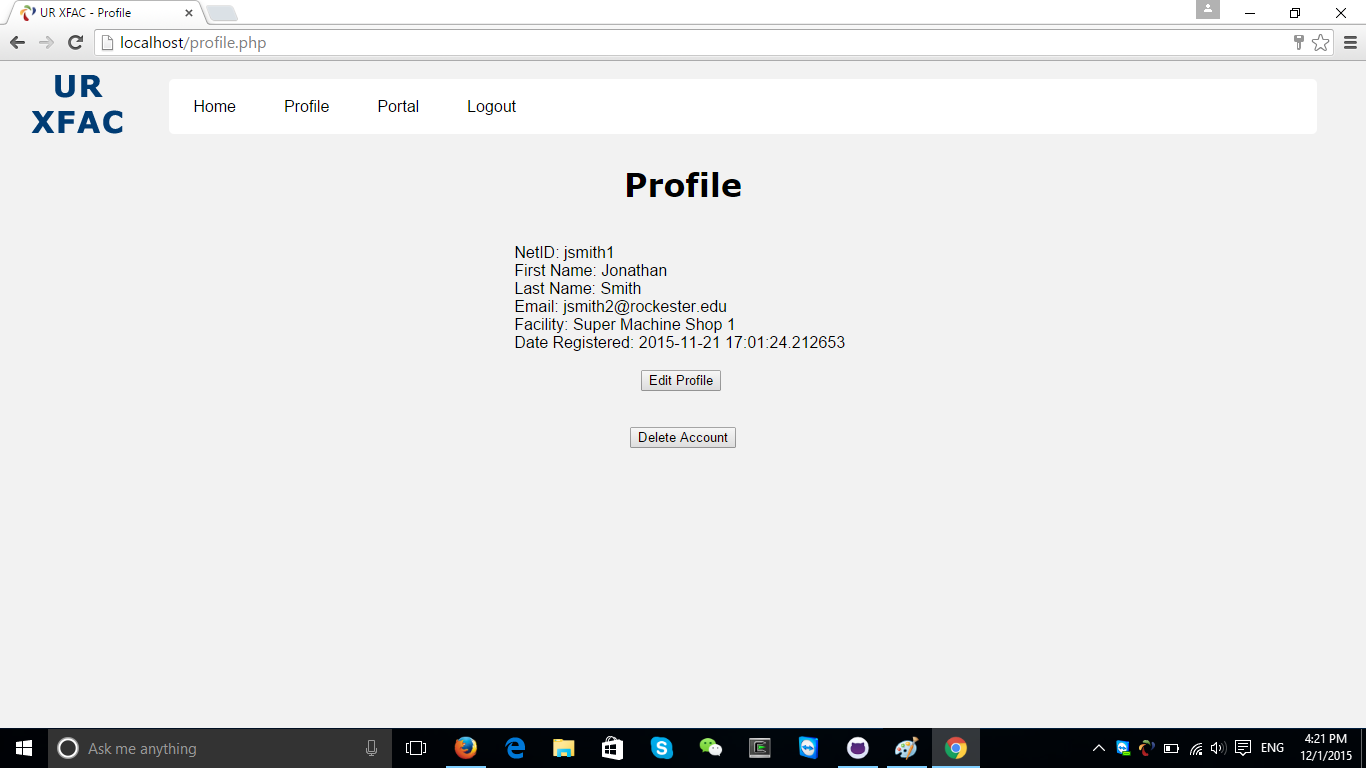 UR XFAC - Profile
localhost/profile.php
UR
XFAC
Home Profile Portal Logout
Profile
NetID: jsmith1
First Name: Jonathan
Last Name: Smith
Email: jsmith2@rockester.edu
Facility: Super Machine Shop 1
Date Registered: 2015-11-21 17:01:24.212653
Edit Profile
Delete Account
Ask me anything
ENG
4:21 PM
12/1/2015